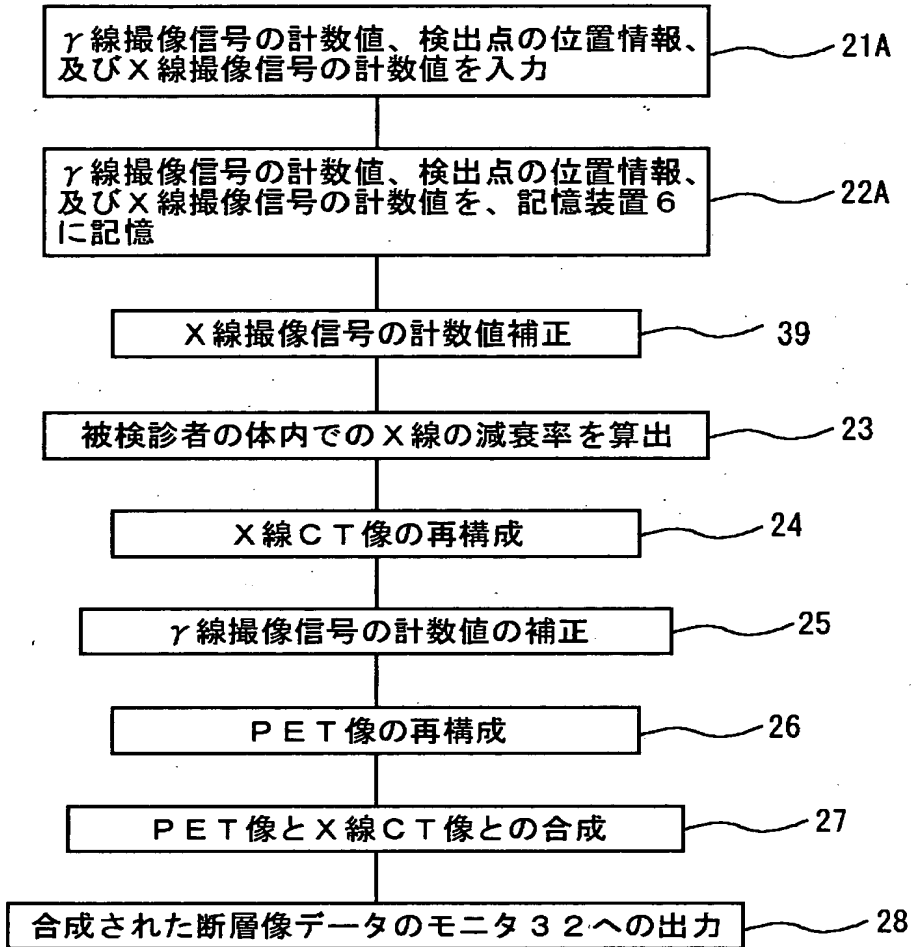 γ線撮像信号の計数値、検出点の位置情報、
及びX線撮像信号の計数値を入力
21A
γ線撮像信号の計数値、検出点の位置情報、
及びX線撮像信号の計数値を、記憶装置6
に記憶
22A
X線撮像信号の計数値補正
39
被検診者の体内でのX線の減衰率を算出
23
X線CT像の再構成
24
γ線撮像信号の計数値の補正
25
PET像の再構成
26
PET像とX線CT像との合成
27
合成された断層像データのモニタ32への出力
28